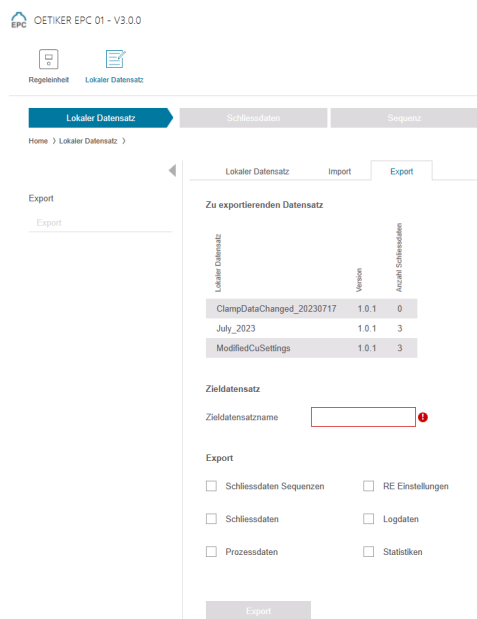 EPC OETIKER EPC 01 - V3.0.0
Regeleinheit Lokaler Datensatz
Lokaler Datensatz Schliessdaten Sequenz
Home > Lokaler Datensatz >
Lokaler Datensatz Import Export
Export
Export
Zu exportierenden Datensatz
Lokaler Datensatz Version Anzahl Schliessdaten
ClampDataChanged_20230717 1.0.1 0
July_2023 1.0.1 3
ModifiedCuSettings 1.0.1 3
Zieldatensatz
Zieldatensatzname
Export
Schliessdaten Sequenzen RE Einstellungen
Schliessdaten Logdaten
Prozessdaten Statistiken
Export